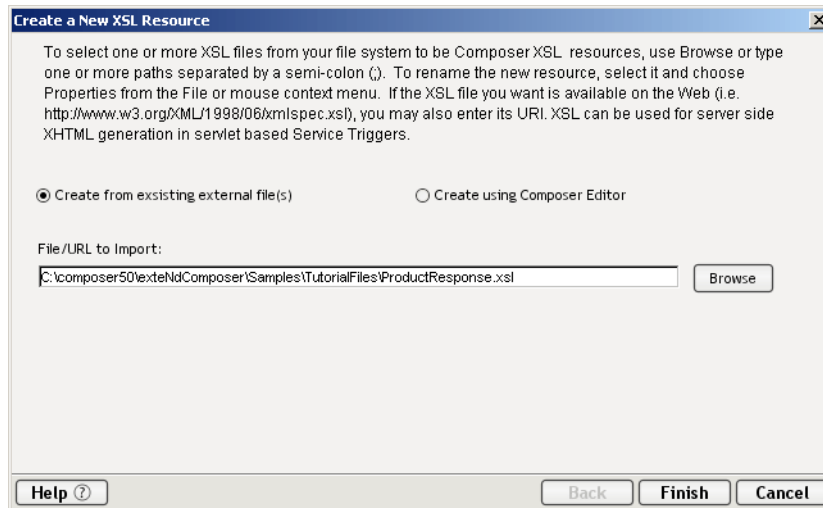 Create a New XSL Resource
To select one or more XSL files from your file system to be Composer XSL  resources, use Browse or type
one or more paths separated by a semi-colon (;).  To rename the new resource, select it and choose
Properties from the File or mouse context menu.  If the XSL file you want is available on the Web (i.e.
http://www.w3.org/XML/1998/06/xmlspec.xsl), you may also enter its URI. XSL can be used for server side
XHTML generation in servlet based Service Triggers.
Create from exsisting external file(s) Create using Composer Editor
File/URL to Import:
C:\composer50\exteNdComposer\Samples\TutorialFiles\ProductResponse.xsl Browse
Help ? Back Finish Cancel